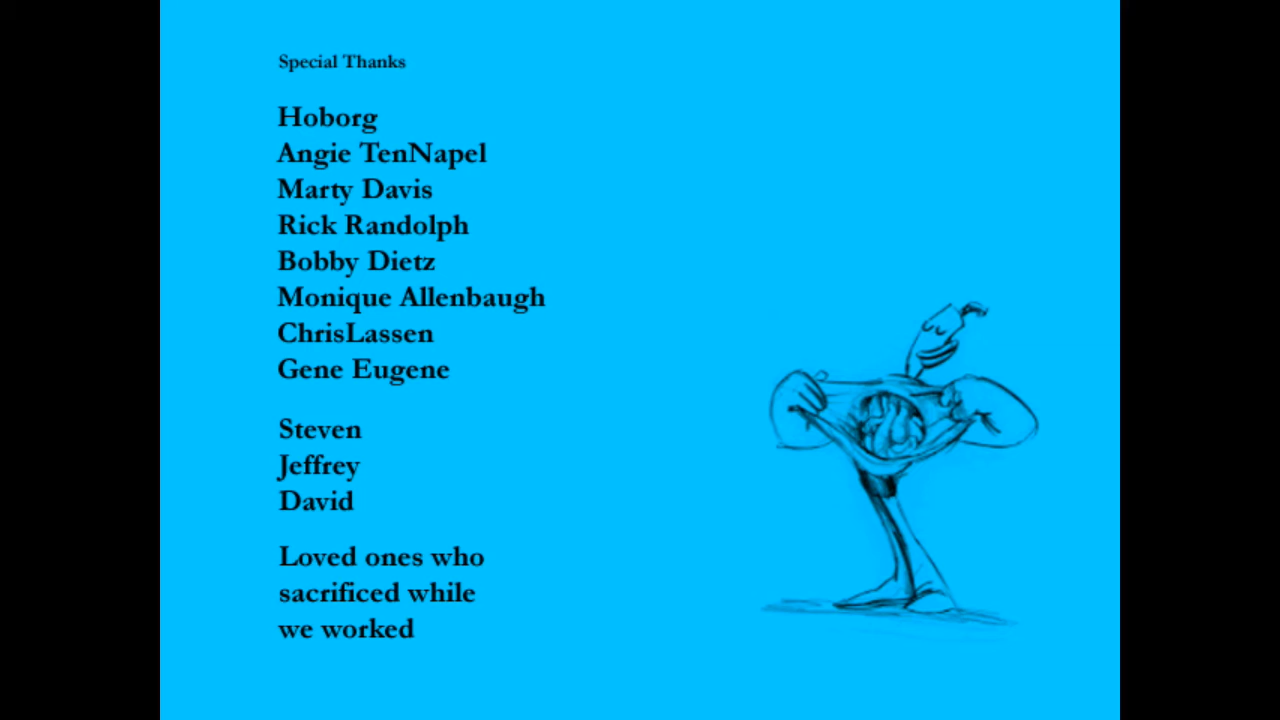 Special Thanks
Hoborg
Angie TenNapel
Marty Davis
Rick Randolph
Bobby Dietz
Monique Allenbaugh
ChrisLassen
Gene Eugene
Steven
Jeffrey
David
Loved ones who
sacrificed while
we worked